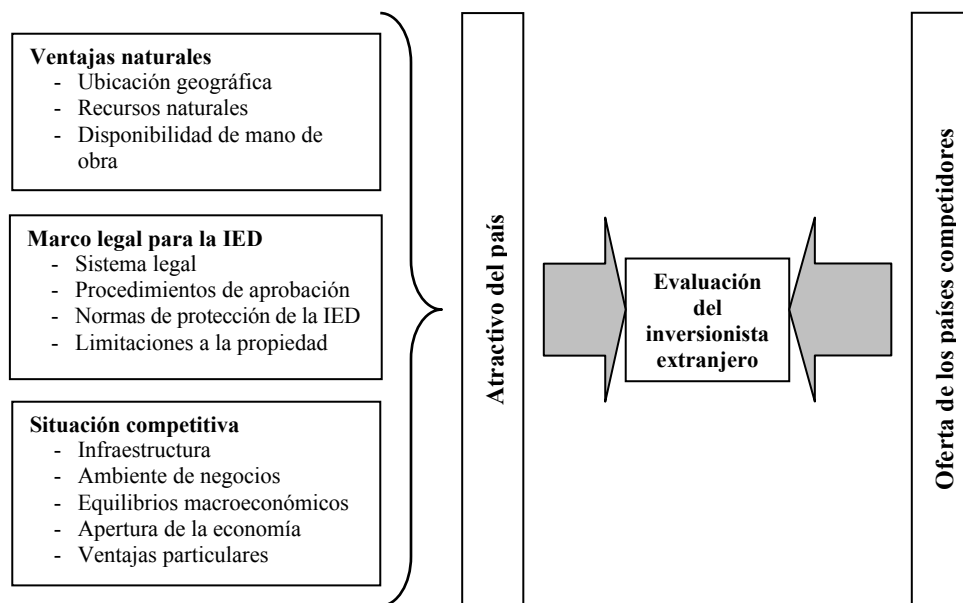 Ventajas naturales
- Ubicación geográfica
- Recursos naturales
- Disponibilidad de mano de
obra
Marco legal para la IED
- Sistema legal
- Procedimientos de aprobación
- Normas de protección de la IED
- Limitaciones a la propiedad
Situación competitiva
- Infraestructura
- Ambiente de negocios
- Equilibrios macroeconómicos
- Apertura de la economía
- Ventajas particulares
Atractivo del país
Evaluación
del
inversionista
extranjero
Oferta de los países competidores